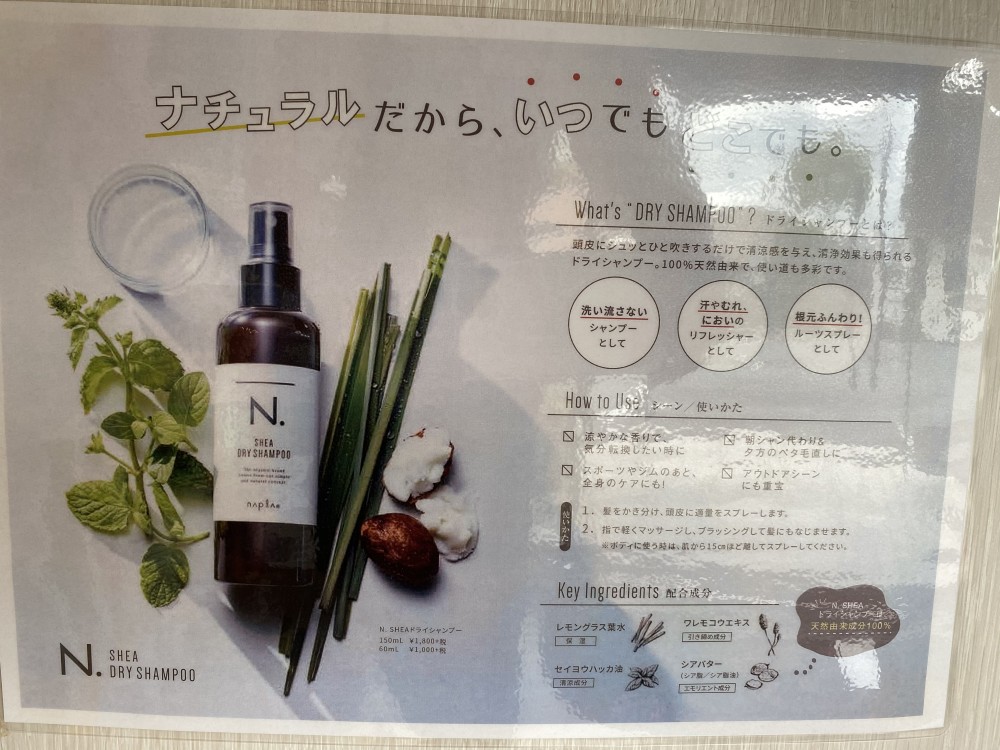 ナチュラルだから、いつでもどこでも。
What's "DRY SHAMPOO"? ドライシャンプーとは?
頭皮にシュッとひと吹きするだけで清涼感を与え、清浄効果も得られる
ドライシャンプー。100%天然由来で、使い道も多彩です。
洗い流さない
シャンプー
として
汗やむれ、
においの
リフレッシャー
として
根元ふんわり!
ルーツスプレー
として
How to Use シーン/使いかた
涼やかな香りで、
気分転換したい時に
朝シャン代わり&
夕方のペタ毛直しに
スポーツやジムのあと、
全身のケアにも!
アウトドアシーン
にも重宝
使いかた
1. 髪をかき分け、頭皮に適量をスプレーします。
2. 指で軽くマッサージし、ブラッシングして髪にもなじませます。
※ボディに使う時は、肌から15cmほど離してスプレーしてください。
Key Ingredients 配合成分
レモングラス葉水
保湿
ワレモコウエキス
引き締め成分
セイヨウハッカ油
清涼成分
シアバター
(シア脂/シア脂油)
エモリエント成分
N. SHEA
ドライシャンプーは
天然由来成分100%
N.
SHEA
DRY SHAMPOO
napla
N. SHEAドライシャンプー
150mL ¥1,800+税
60mL ¥1,000+税
N. SHEA
DRY SHAMPOO